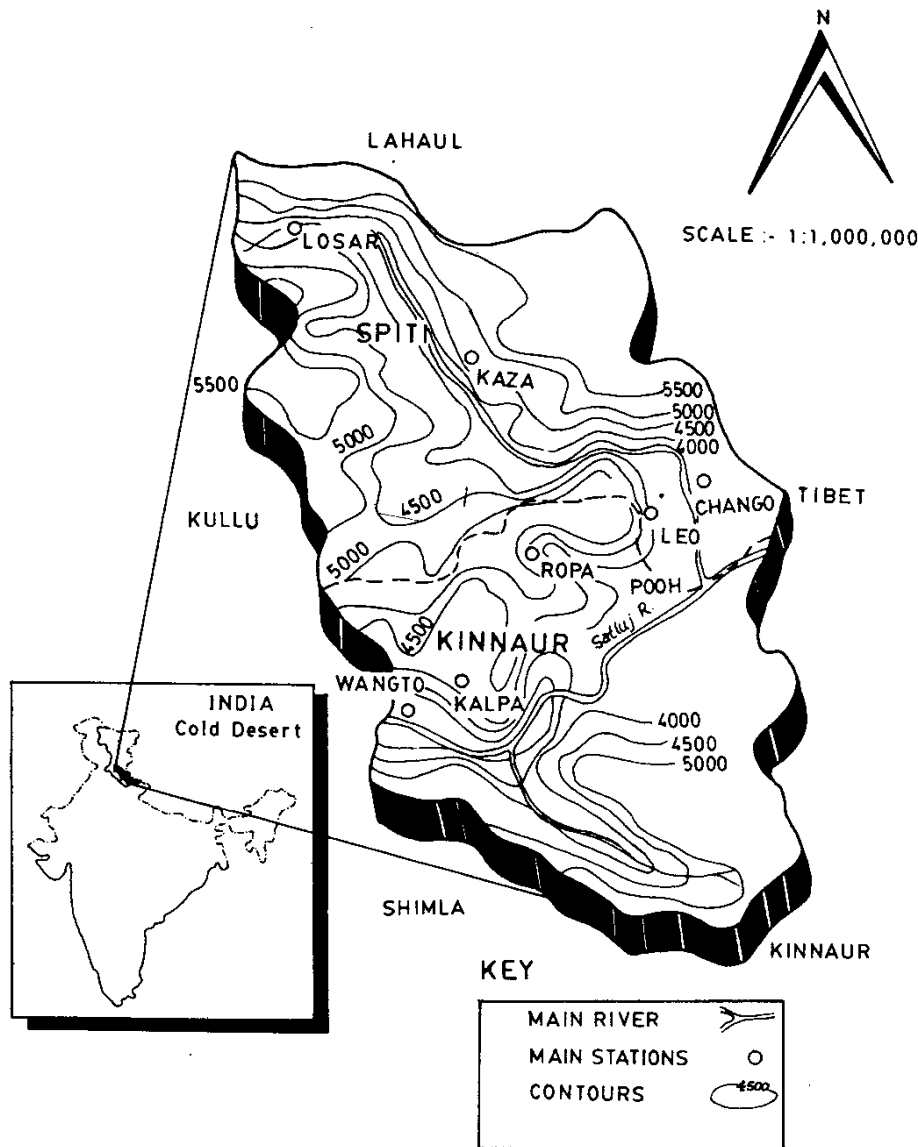 N
LAHAUL
SCALE :- 1:1,000,000
LOSAR
SPITI
KAZA
5500
5500
5000
4500
4000
5000
CHANGO
TIBET
4500
KULLU
LEO
5000
ROPA
POOH
Satluj R.
4500
KINNAUR
WANGTO
KALPA
INDIA
Cold Desert
4000
4500
5000
SHIMLA
KINNAUR
KEY
MAIN RIVER
MAIN STATIONS
CONTOURS
4500